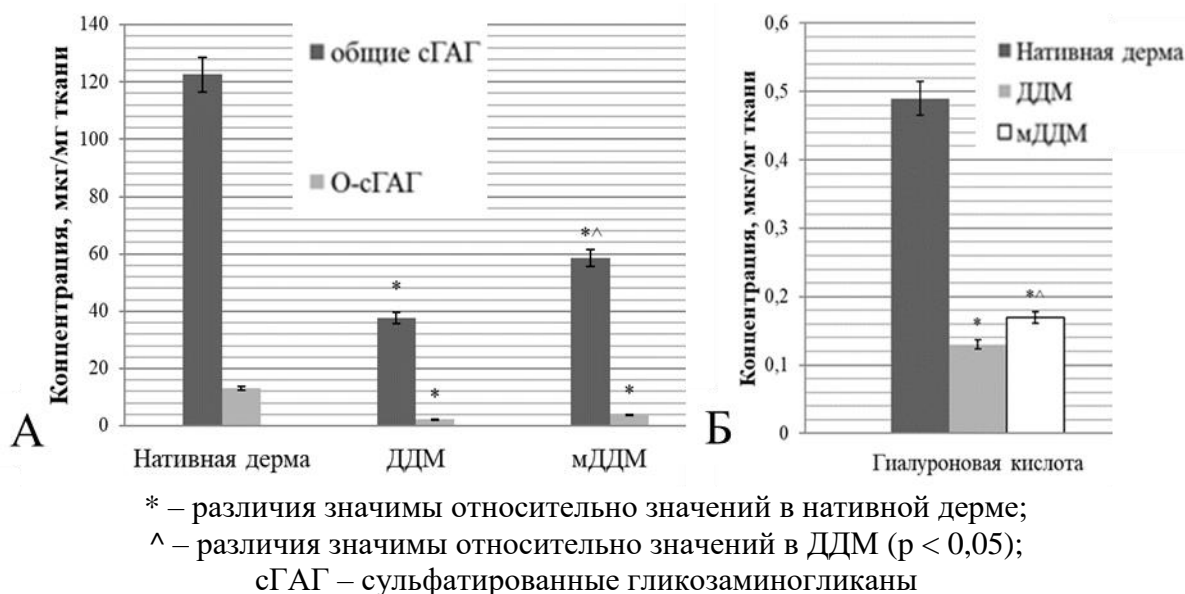 Концентрация, мкг/мг ткани
140
120
100
80
60
40
20
0
общие сГАГ
О-сГАГ
*
*
*^
*
А
Нативная дерма
ДДМ
мДДМ
Концентрация, мкг/мг ткани
0,6
0,5
0,4
0,3
0,2
0,1
0
Нативная дерма
ДДМ
мДДМ
*
*^
Б
Гиалуроновая кислота
* – различия значимы относительно значений в нативной дерме;
^ – различия значимы относительно значений в ДДМ (p < 0,05);
сГАГ – сульфатированные гликозаминогликаны